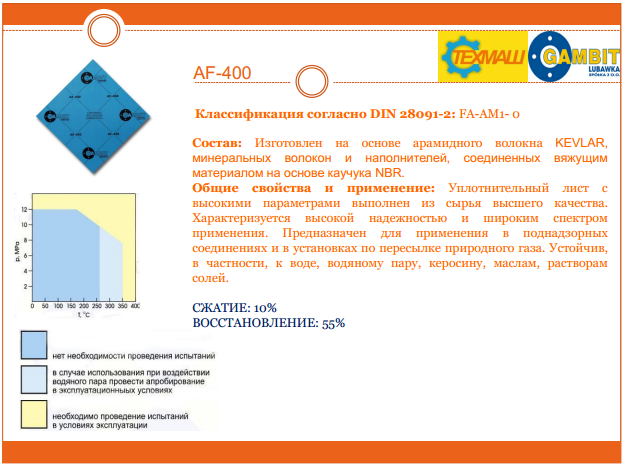 ТЕХМАШ
GAMBIT
LUBAWKA
SPÓŁKA Z O.O.
AF-400
Классификация согласно DIN 28091-2: FA-AM1- 0
Состав: Изготовлен на основе арамидного волокна KEVLAR,
минеральных волокон и наполнителей, соединенных вяжущим
материалом на основе каучука NBR.
Общие свойства и применение: Уплотнительный лист с
высокими параметрами выполнен из сырья высшего качества.
Характеризуется высокой надежностью и широким спектром
применения. Предназначен для применения в поднадзорных
соединениях и в установках по пересылке природного газа. Устойчив,
в частности, к воде, водяному пару, керосину, маслам, растворам
солей.
СЖАТИЕ: 10%
ВОССТАНОВЛЕНИЕ: 55%
AF-400
AF-400
p, MPa
12
10
8
6
4
2
0 50 100 150 200 250 300 350 400
t, °C
нет необходимости проведения испытаний
в случае использования при воздействии
водяного пара провести апробирование
в эксплуатационных условиях
необходимо проведение испытаний
в условиях эксплуатации